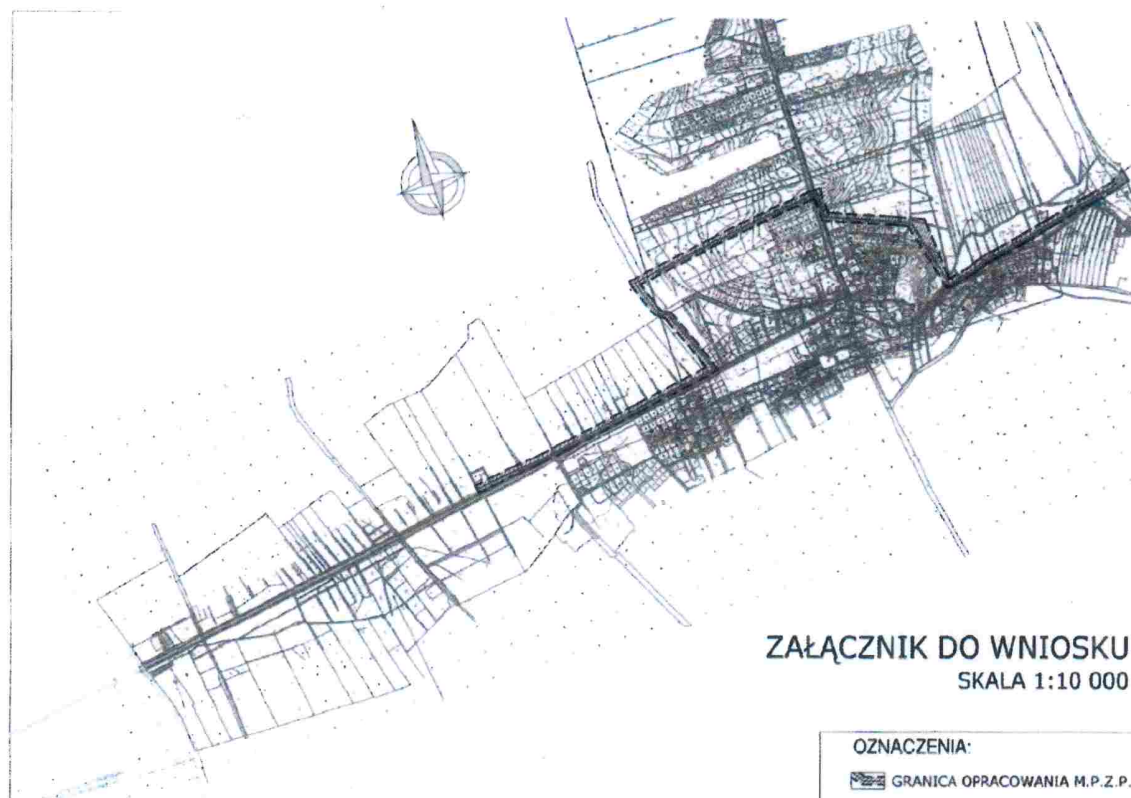 ZAŁĄCZNIK DO WNIOSKU
SKALA 1:10 000
OZNACZENIA:
GRANICA OPRACOWANIA M.P.Z.P.